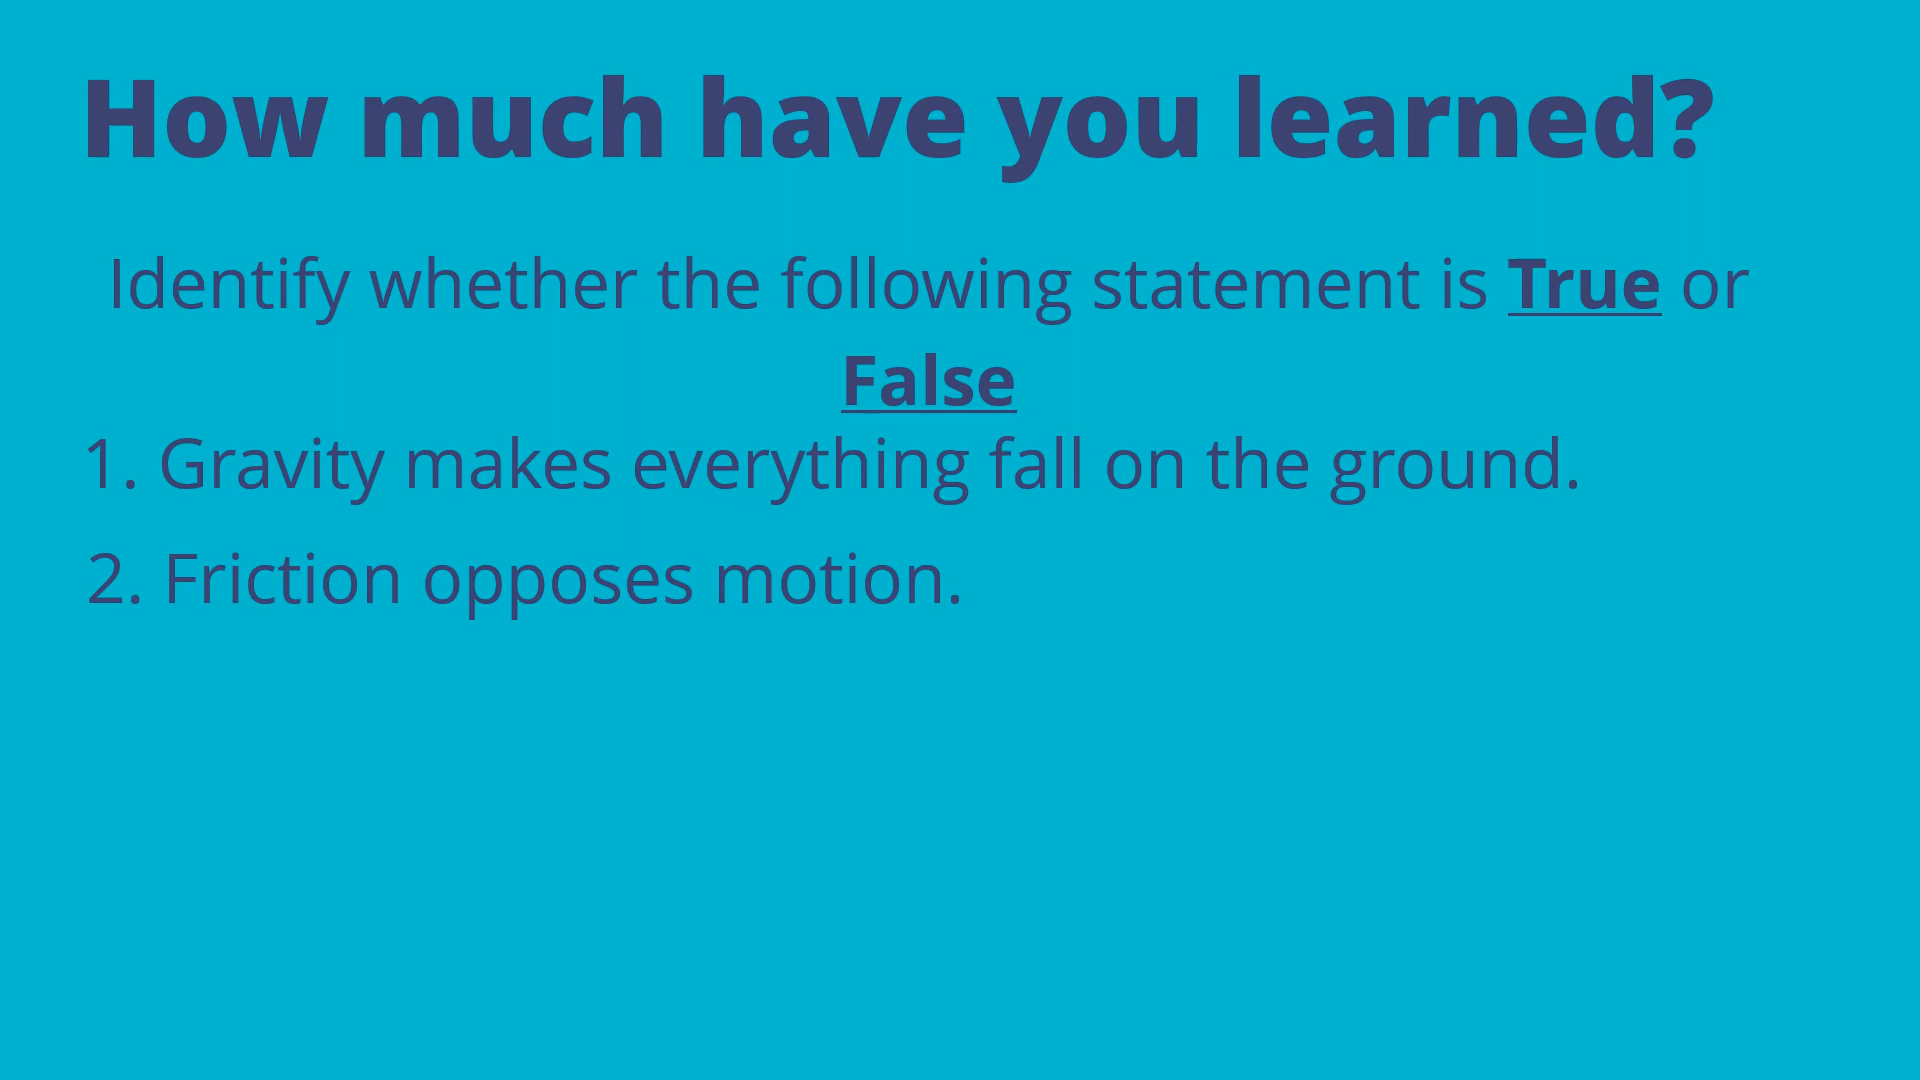 How much have you learned?
Identify whether the following statement is True or
False
1. Gravity makes everything fall on the ground.
2. Friction opposes motion.